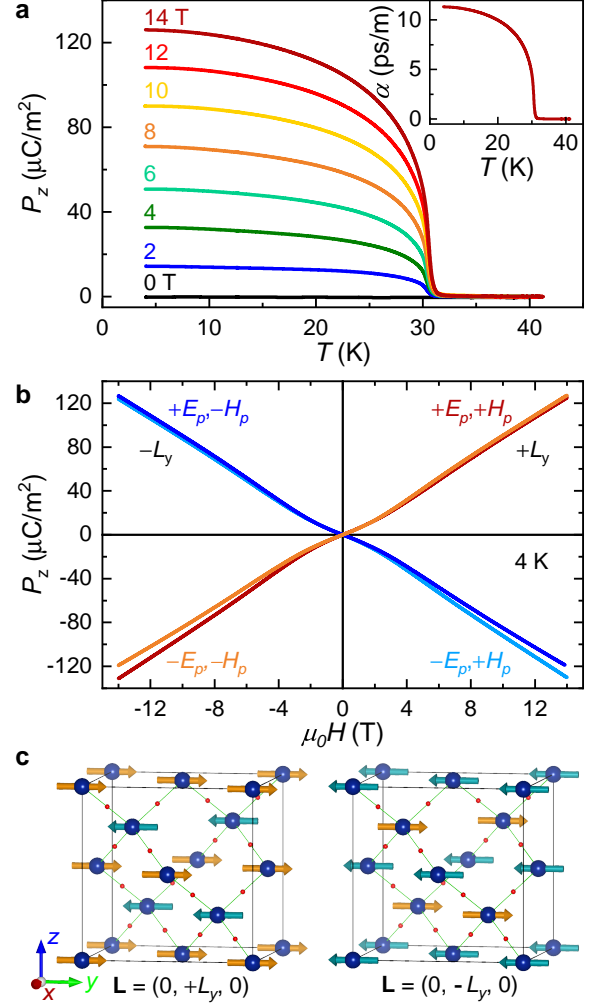 a
14 T
12
10
8
6
4
2
0 T
120
80
40
0
P_z (μC/m²)
0
10
20
30
40
T (K)
10
5
0
α (ps/m)
0
20
40
T (K)
b
+E_p,−H_p
+E_p,+H_p
−L_y
+L_y
4 K
−E_p,−H_p
−E_p,+H_p
120
80
40
0
-40
-80
-120
P_z (μC/m²)
-12
-8
-4
0
4
8
12
μ₀H (T)
c
z
y
x
L = (0, +L_y, 0)
L = (0, -L_y, 0)